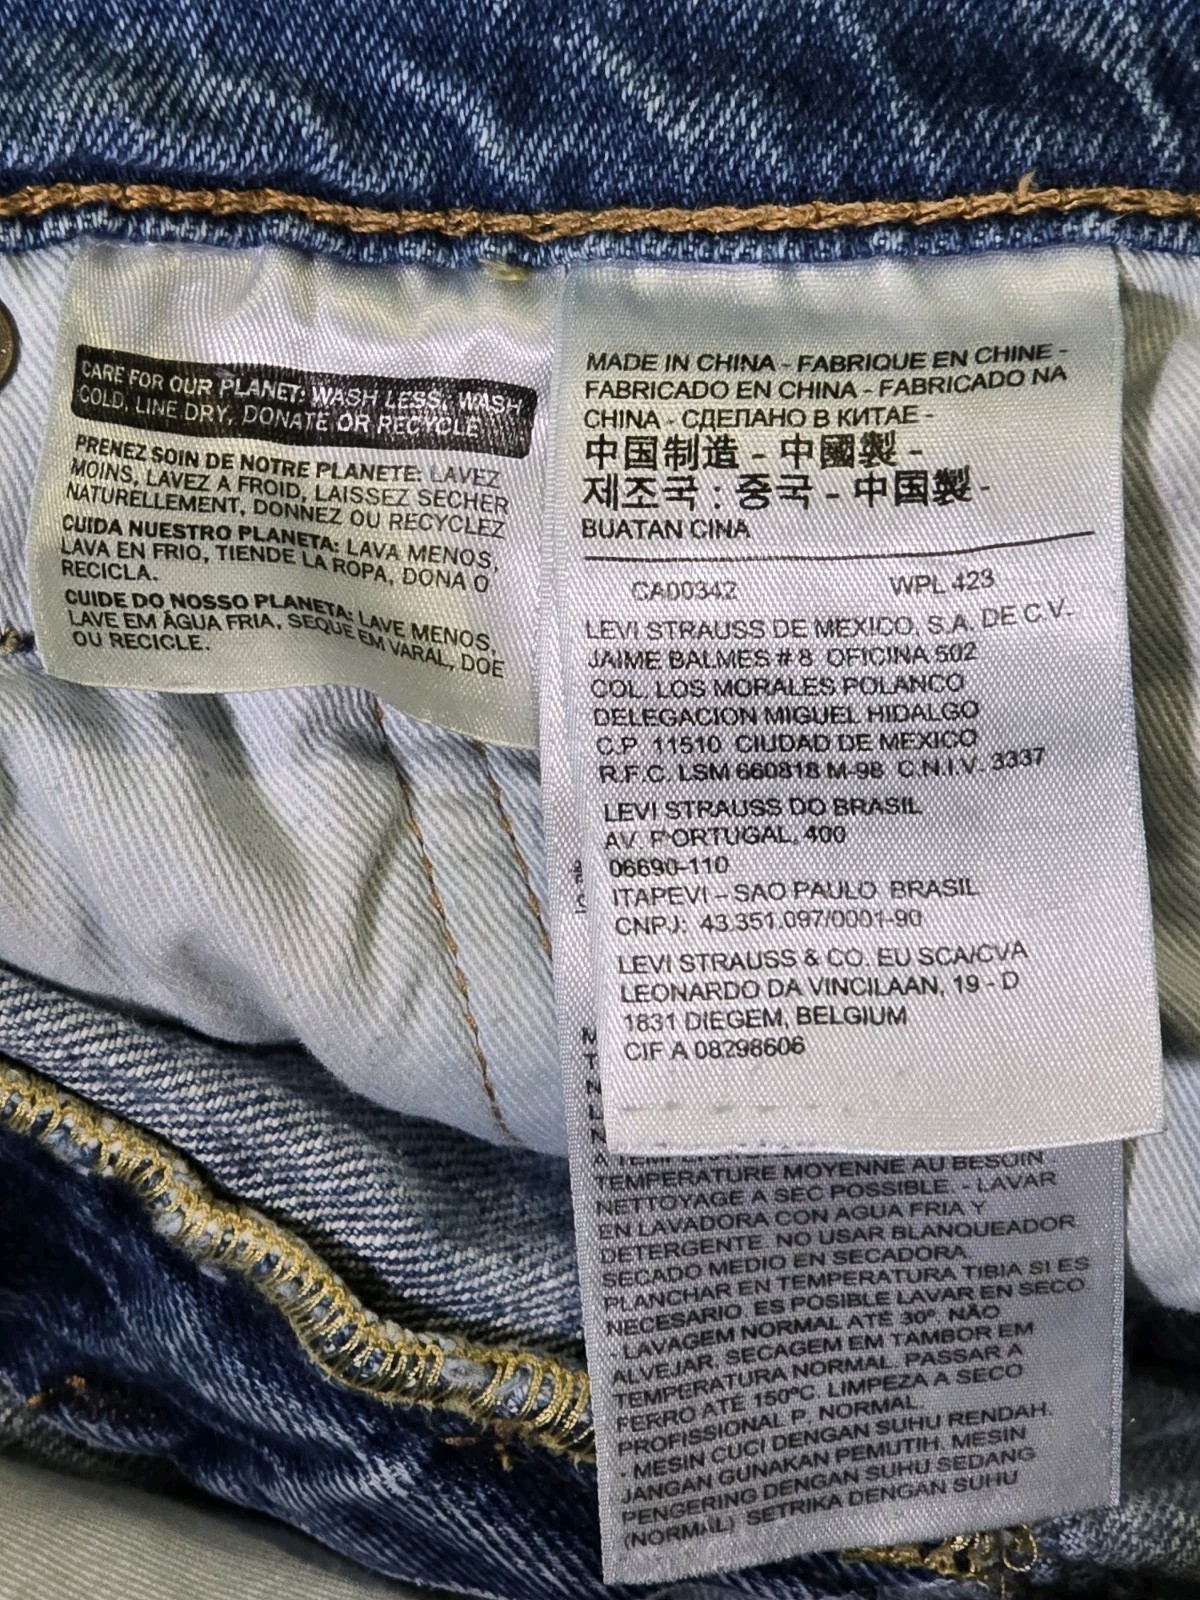 CARE FOR OUR PLANET: WASH LESS, WASH
COLD, LINE DRY, DONATE OR RECYCLE
PRENEZ SOIN DE NOTRE PLANETE: LAVEZ
MOINS, LAVEZ A FROID, LAISSEZ SECHER
NATURELLEMENT, DONNEZ OU RECYCLEZ
CUIDA NUESTRO PLANETA: LAVA MENOS,
LAVA EN FRIO, TIENDE LA ROPA, DONA O
RECICLA.
CUIDE DO NOSSO PLANETA: LAVE MENOS,
LAVE EM ÁGUA FRIA, SEQUE EM VARAL, DOE
OU RECICLE.
MADE IN CHINA - FABRIQUE EN CHINE -
FABRICADO EN CHINA - FABRICADO NA
CHINA - СДЕЛАНО В КИТАЕ -
中国制造 - 中國製 -
제조국 : 중국 - 中国製 -
BUATAN CINA
CA00342 WPL 423
LEVI STRAUSS DE MEXICO, S.A. DE C.V.
JAIME BALMES # 8 OFICINA 502
COL. LOS MORALES POLANCO
DELEGACION MIGUEL HIDALGO
C.P. 11510 CIUDAD DE MEXICO
R.F.C. LSM 660818 M-98 C.N.I.V. 3337
LEVI STRAUSS DO BRASIL
AV. PORTUGAL, 400
06690-110
ITAPEVI – SAO PAULO BRASIL
CNPJ: 43.351.097/0001-90
LEVI STRAUSS & CO. EU SCA/CVA
LEONARDO DA VINCILAAN, 19 - D
1831 DIEGEM, BELGIUM
CIF A 08298606
TEMPERATURE MOYENNE AU BESOIN
NETTOYAGE A SEC POSSIBLE. - LAVAR
EN LAVADORA CON AGUA FRIA Y
DETERGENTE. NO USAR BLANQUEADOR.
SECADO MEDIO EN SECADORA.
PLANCHAR EN TEMPERATURA TIBIA SI ES
NECESARIO. ES POSIBLE LAVAR EN SECO
- LAVAGEM NORMAL ATÉ 30º. NÃO
ALVEJAR. SECAGEM EM TAMBOR EM
TEMPERATURA NORMAL. PASSAR A
FERRO ATÉ 150ºC. LIMPEZA A SECO
PROFISSIONAL P, NORMAL.
- MESIN CUCI DENGAN SUHU RENDAH.
JANGAN GUNAKAN PEMUTIH. MESIN
PENGERING DENGAN SUHU SEDANG
(NORMAL) SETRIKA DENGAN SUHU